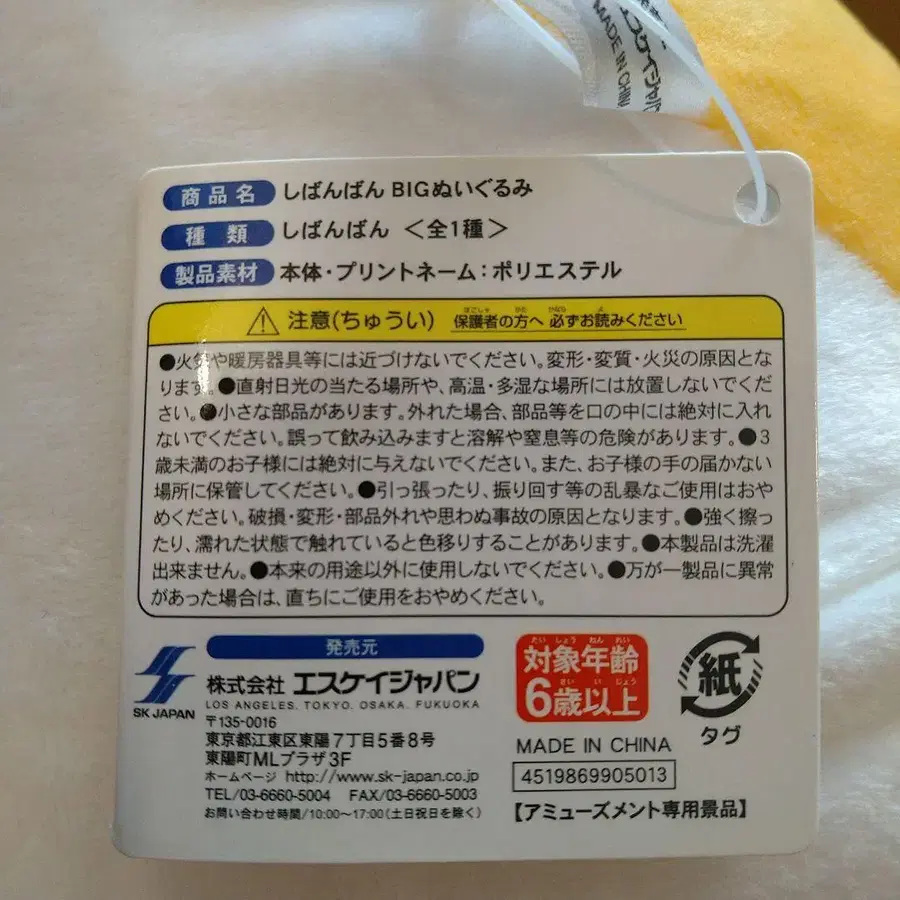 エスケイジャパ
MADE IN CHINA
商品名 しばんばん BIGぬいぐるみ
種類 しばんばん <全1種>
製品素材 本体・プリントネーム:ポリエステル
注意(ちゅうい) 保護者の方へ 必ずお読みください
●火気や暖房器具等には近づけないでください。変形・変質・火災の原因とな
ります。●直射日光の当たる場所や、高温・多湿な場所には放置しないでくだ
さい。●小さな部品があります。外れた場合、部品等を口の中には絶対に入れ
ないでください。誤って飲み込みますと溶解や窒息等の危険があります。●3
歳未満のお子様には絶対に与えないでください。また、お子様の手の届かない
場所に保管してください。●引っ張ったり、振り回す等の乱暴なご使用はおや
めください。破損・変形・部品外れや思わぬ事故の原因となります。●強く擦っ
たり、濡れた状態で触れていると色移りすることがあります。●本製品は洗濯
出来ません。●本来の用途以外に使用しないでください。●万が一製品に異常
があった場合は、直ちにご使用をおやめください。
SK JAPAN
発売元
株式会社 エスケイジャパン
LOS ANGELES. TOKYO. OSAKA. FUKUOKA
〒135-0016
東京都江東区東陽7丁目5番8号
東陽町MLプラザ3F
ホームページ http://www.sk-japan.co.jp
TEL/03-6660-5004 FAX/03-6660-5003
お問い合わせ時間/10:00~17:00(土日祝日を除く)
たいしょうねんれい
対象年齢
さいいじょう
6歳以上
紙
タグ
MADE IN CHINA
4519869905013
【アミューズメント専用景品】